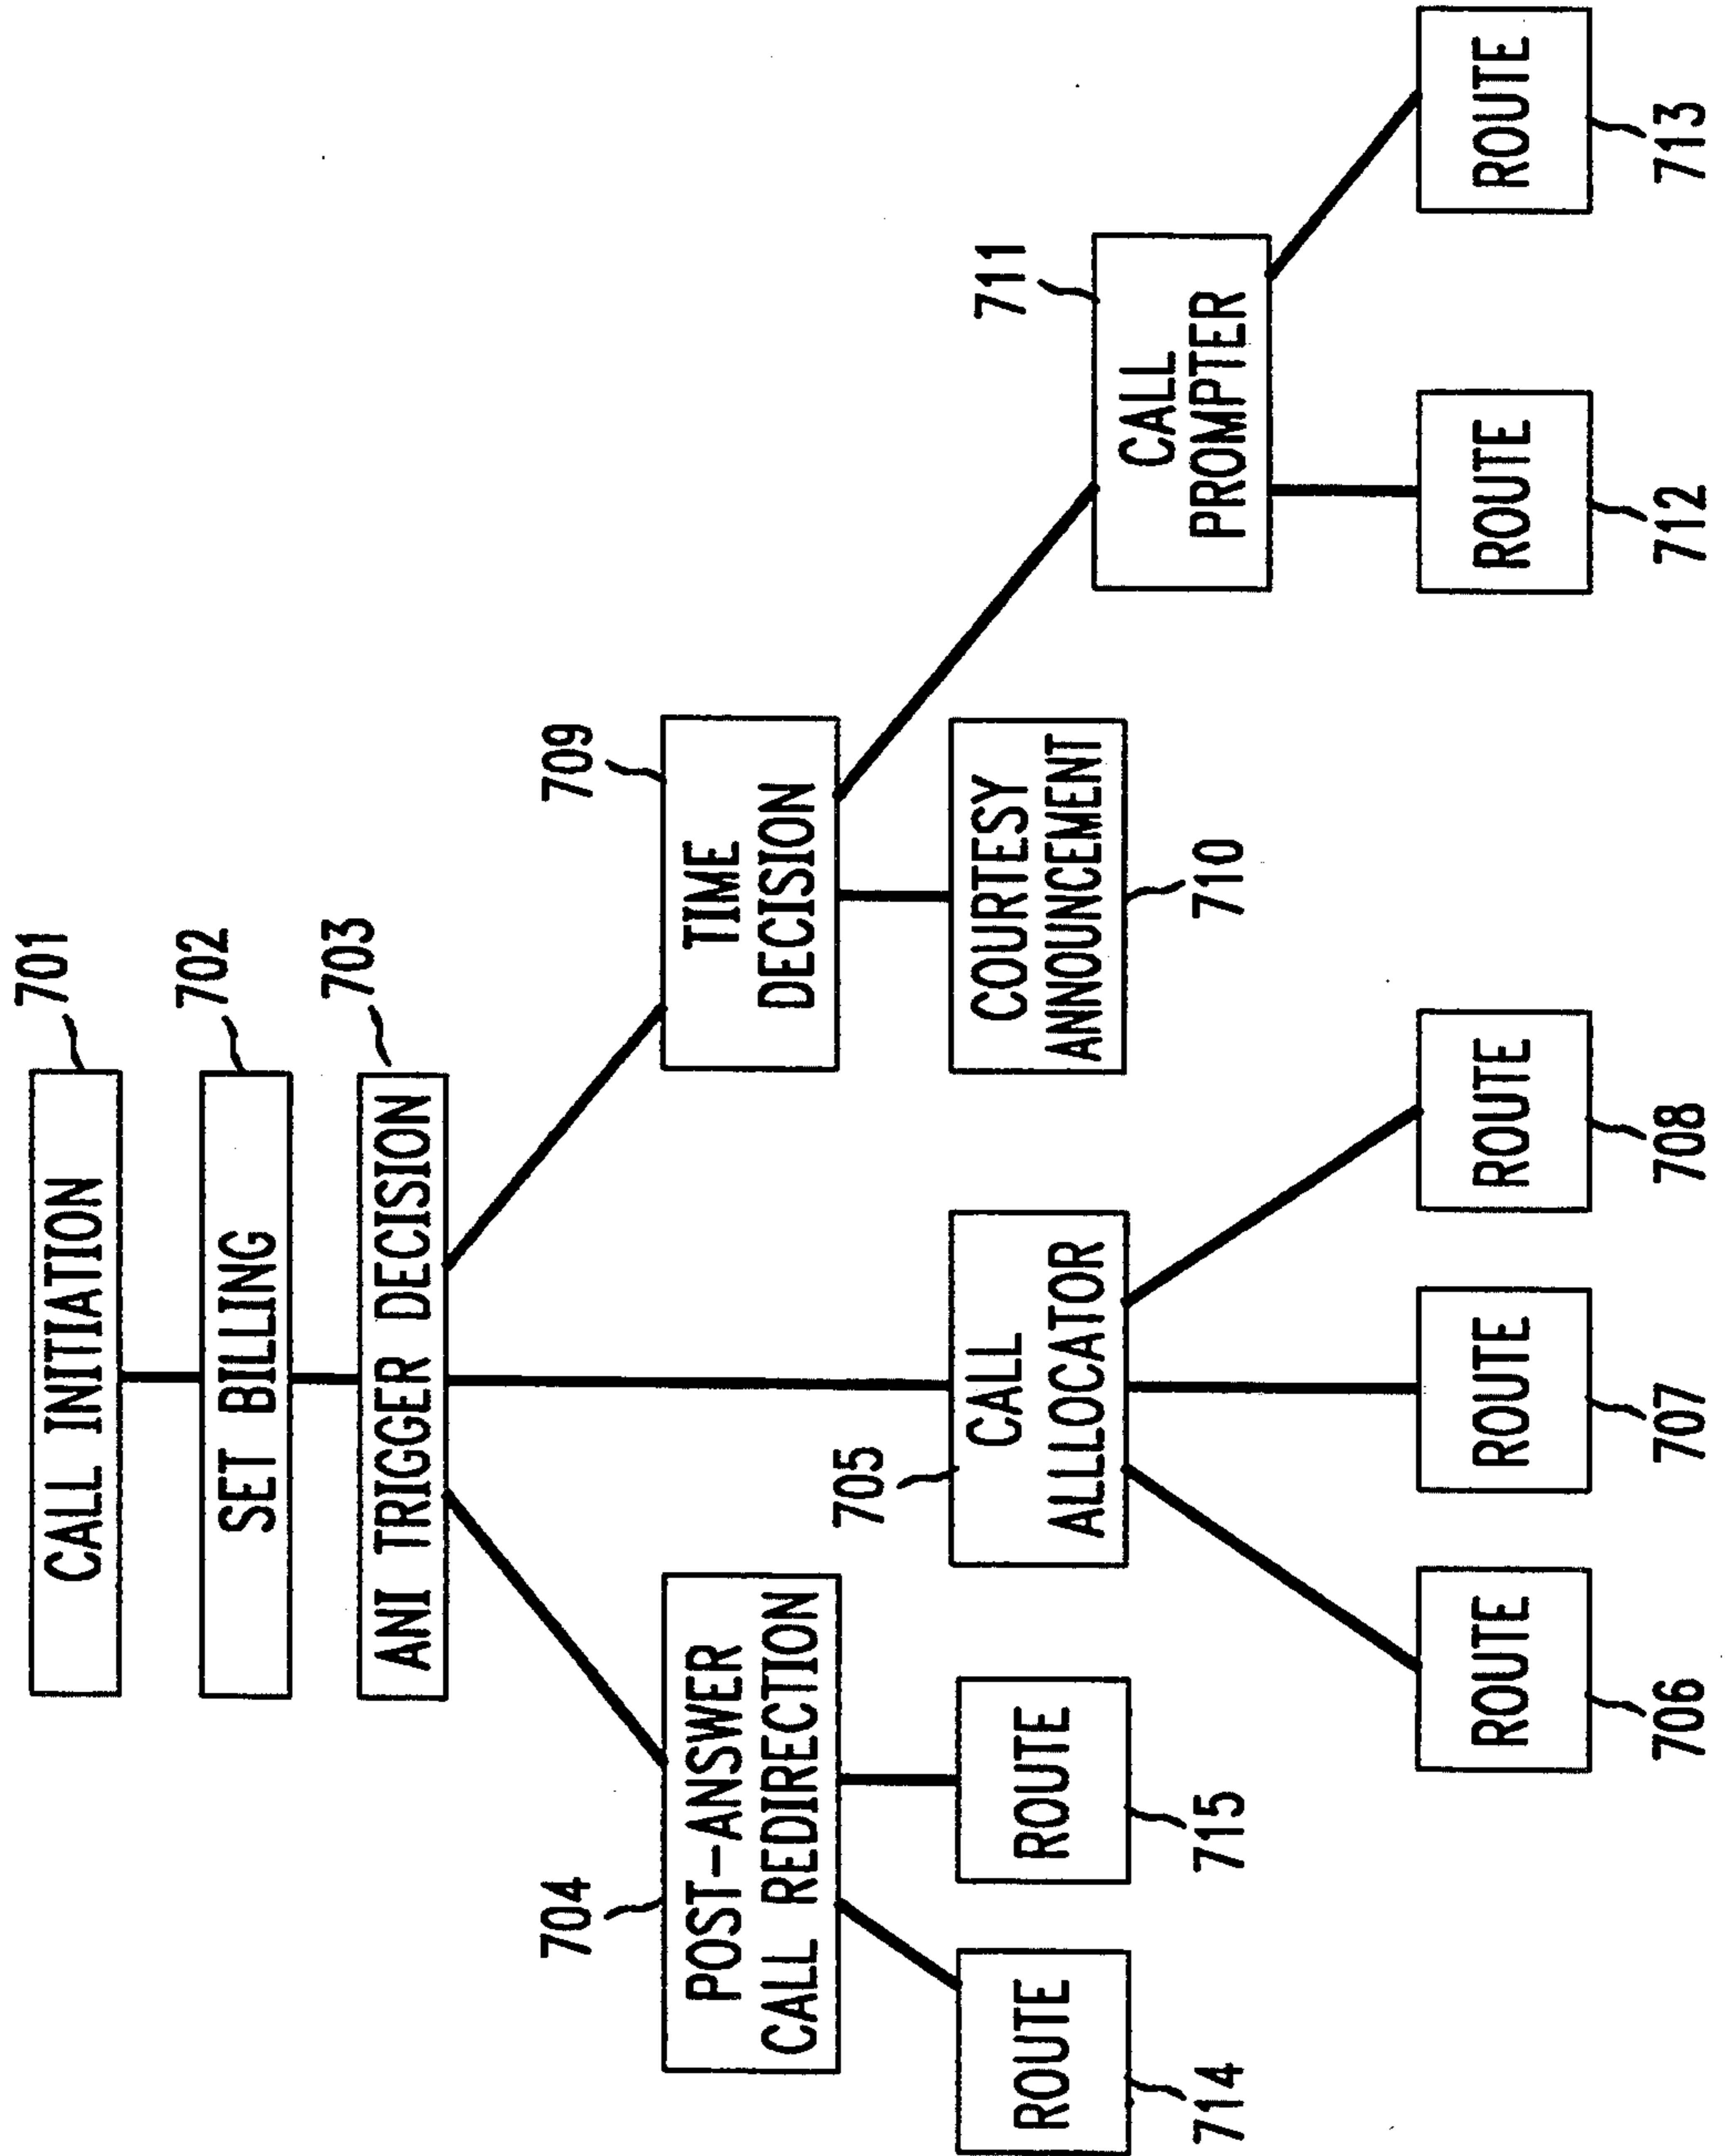 701
CALL INITIATION
702
SET BILLING
703
ANI TRIGGER DECISION
704
POST-ANSWER
CALL REDIRECTION
709
TIME
DECISION
714
ROUTE
715
ROUTE
705
CALL
ALLLOCATOR
COURTESY
ANNOUNCEMENT
710
711
CALL
PROMPTER
ROUTE
706
ROUTE
707
ROUTE
708
ROUTE
712
ROUTE
713